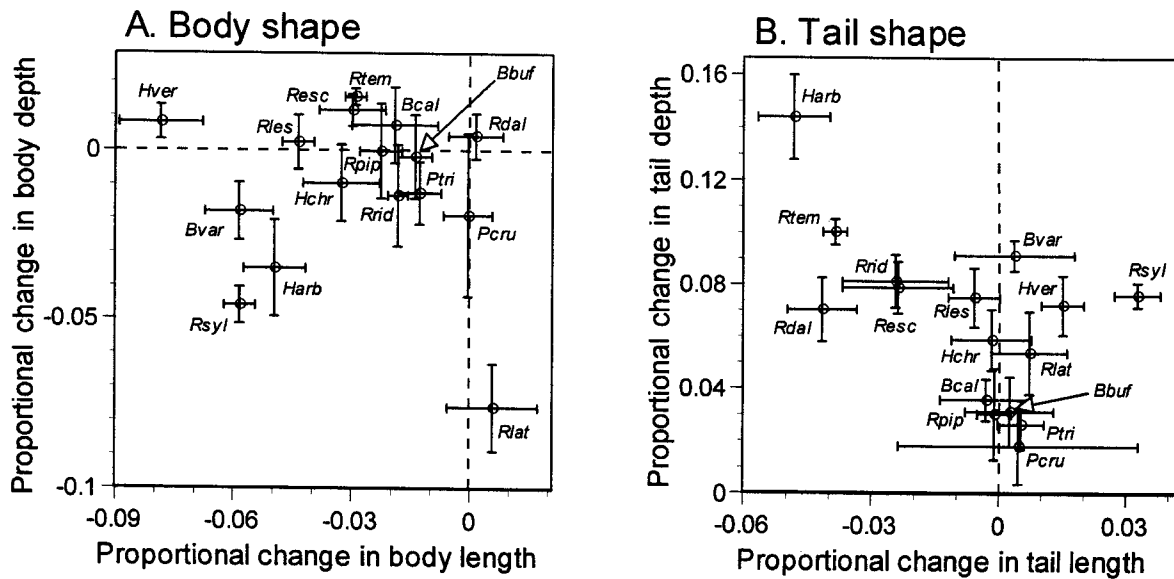 A. Body shape
Proportional change in body depth
0
-0.05
-0.1
Hver
Rtem
Bbuf
Resc
Bcal
Rdal
Rles
Rpip
Ptri
Hchr
Rrid
Pcru
Bvar
Harb
Rsyl
Rlat
-0.09
-0.06
-0.03
0
Proportional change in body length
B. Tail shape
Proportional change in tail depth
0.16
0.12
0.08
0.04
0
Harb
Rtem
Bvar
Rrid
Rsyl
Hver
Rdal
Resc
Rles
Hchr
Rlat
Bcal
Bbuf
Rpip
Ptri
Pcru
-0.06
-0.03
0
0.03
Proportional change in tail length